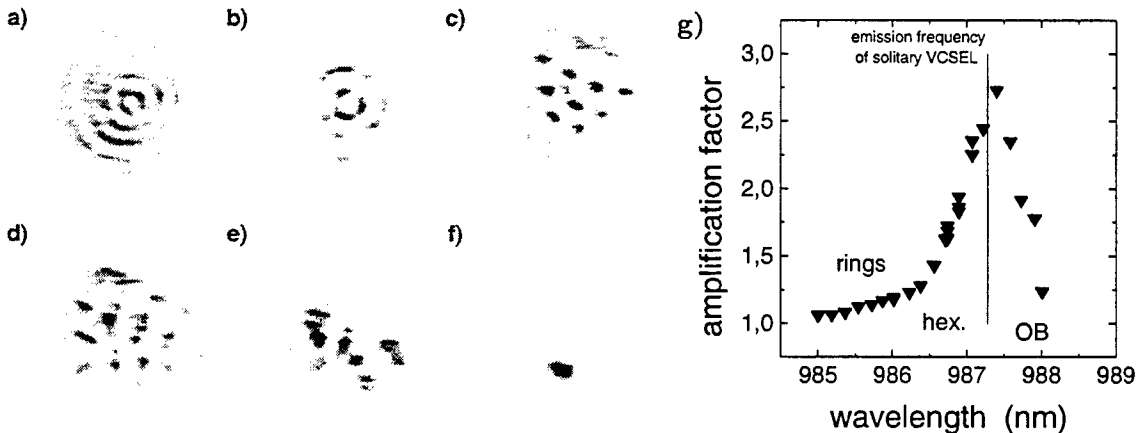 a)
b)
c)
d)
e)
f)
g)
emission frequency
of solitary VCSEL
3,0
2,5
2,0
1,5
1,0
amplification factor
rings
hex.
OB
985 986 987 988 989
wavelength (nm)